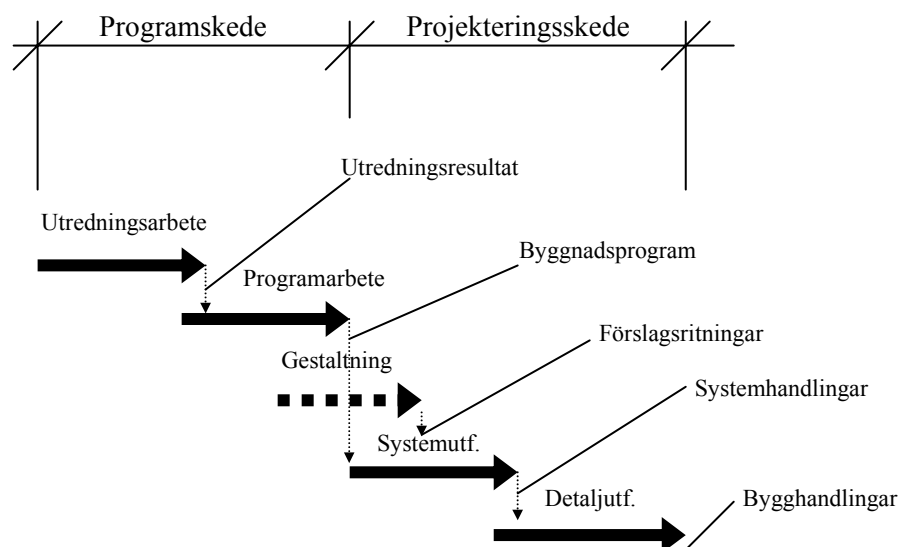 Programskede
Projekteringsskede
Utredningsresultat
Utredningsarbete
Byggnadsprogram
Programarbete
Förslagsritningar
Gestaltning
Systemhandlingar
Systemutf.
Detaljutf.
Bygghandlingar